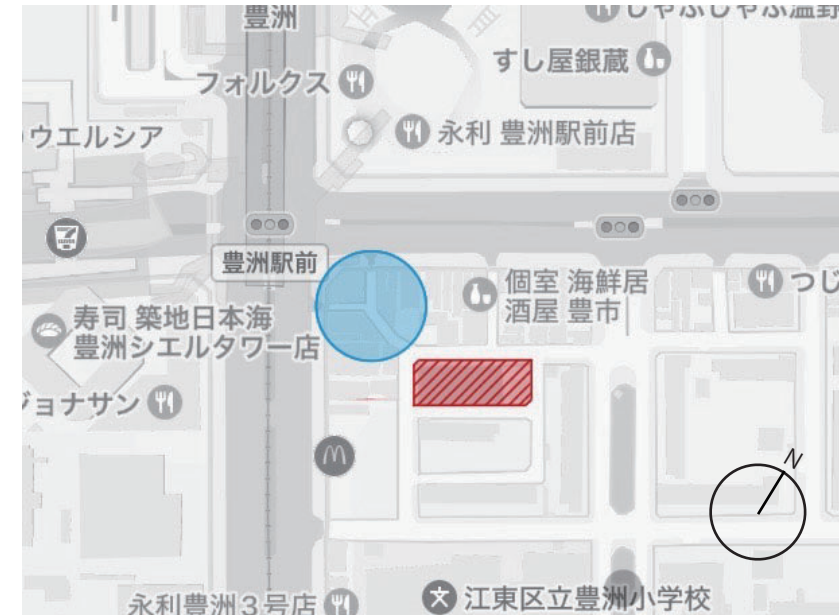 豊洲
しゃぶしゃぶ温野
フォルクス
すし屋銀蔵
ウエルシア
永利 豊洲駅前店
豊洲駅前
個室 海鮮居
酒屋 豊市
つじ
寿司 築地日本海
豊洲シエルタワー店
ジョナサン
N
永利豊洲3号店
文
江東区立豊洲小学校